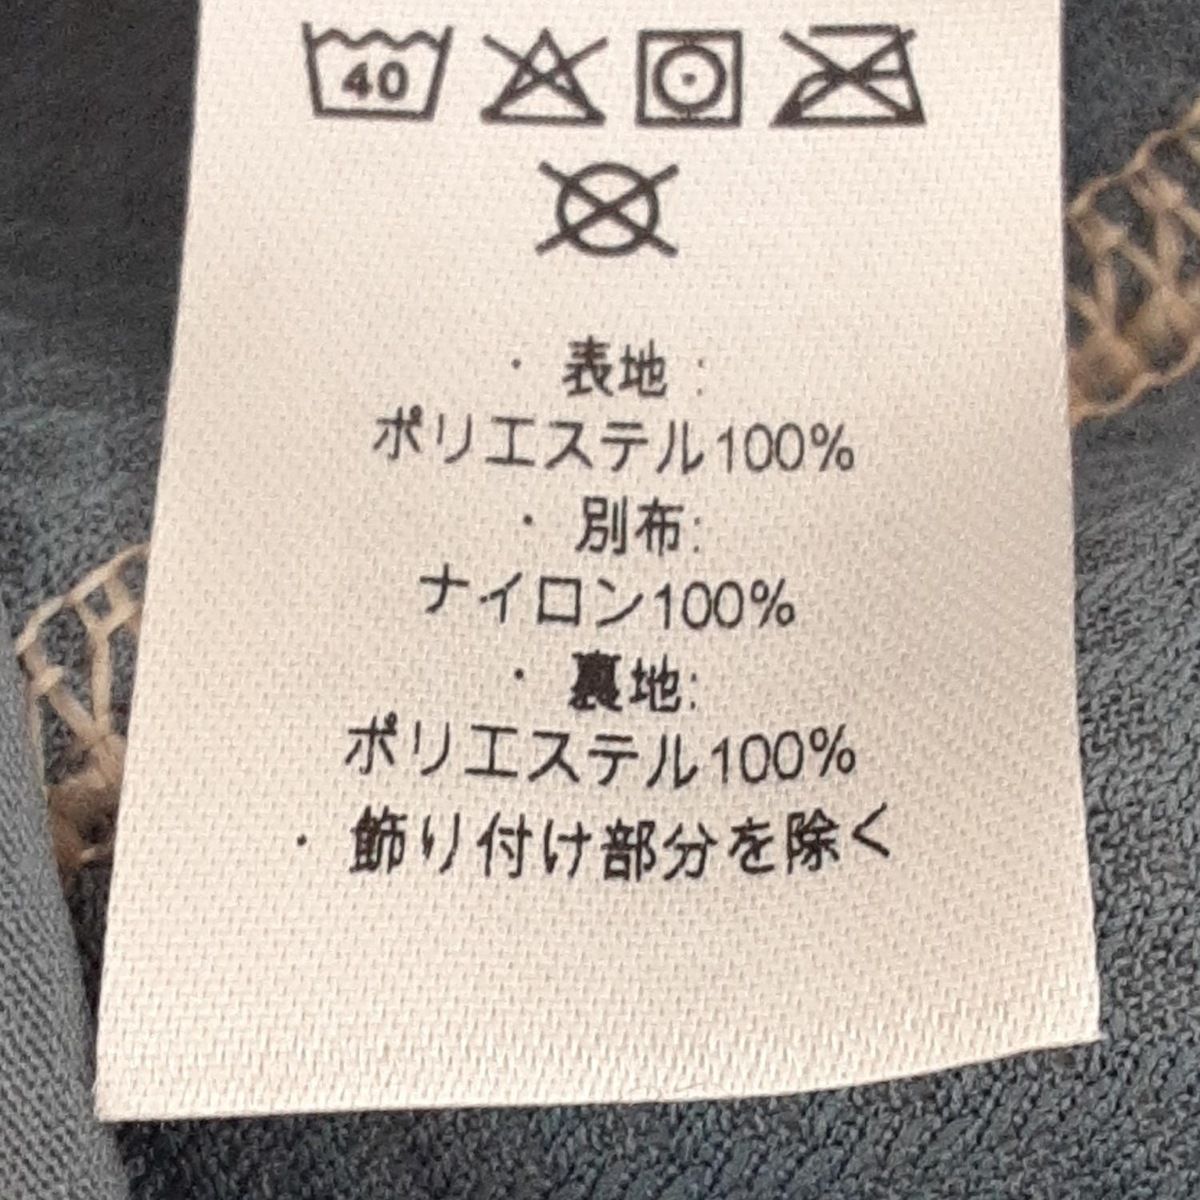 40
・ 表地 :
ポリエステル100%
・ 別布:
ナイロン100%
・ 裏地:
ポリエステル100%
・ 飾り付け部分を除く